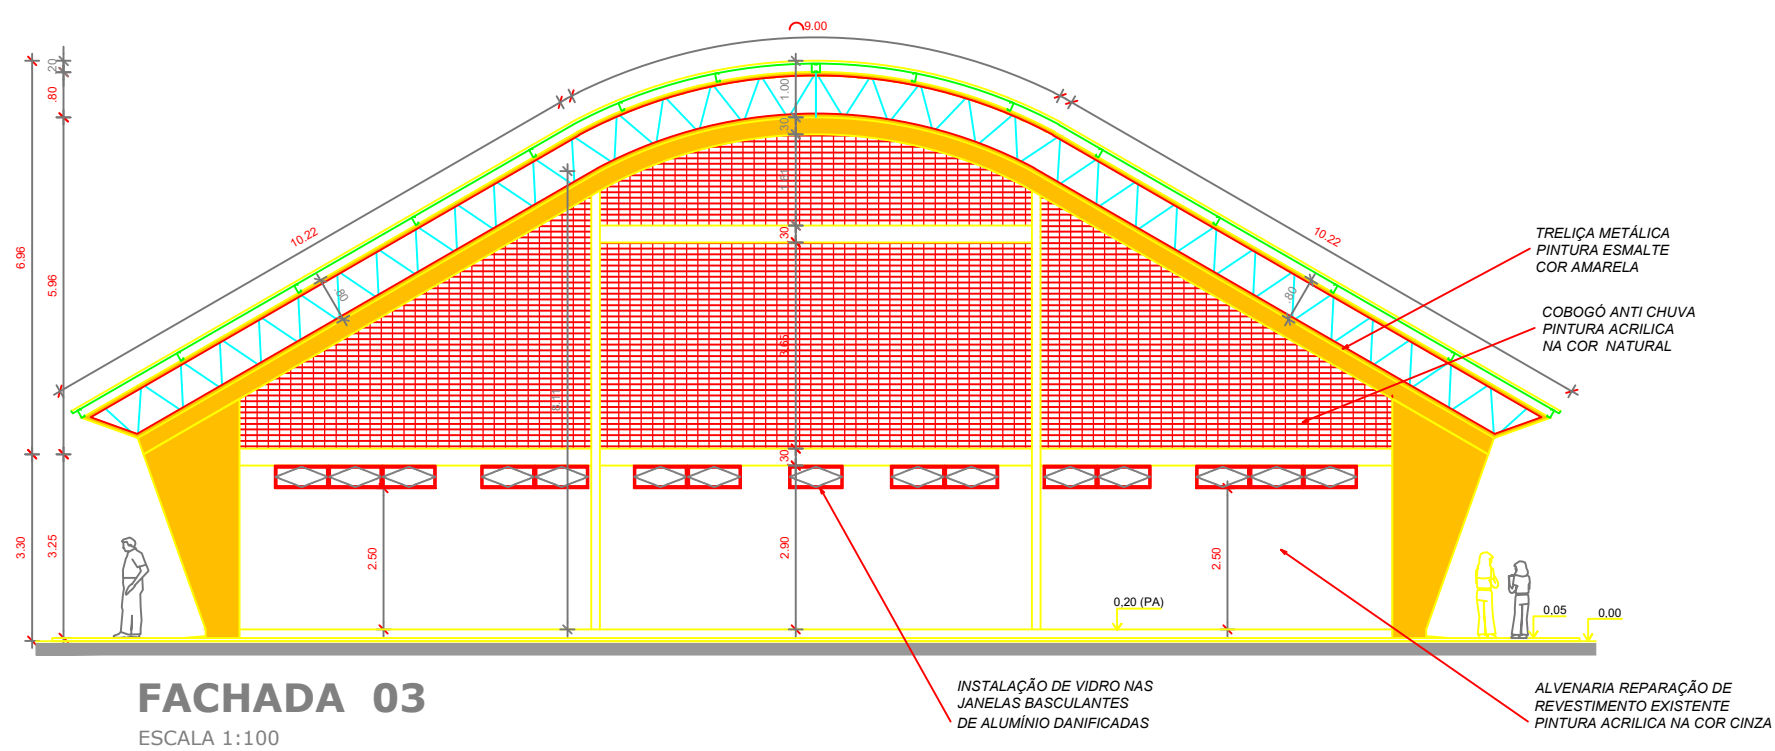 9.00
.20
.80
1.00
.30
10.22
10.22
6.96
5.96
.80
.80
.30
TRELIÇA METÁLICA
PINTURA ESMALTE
COR AMARELA
COBOGÓ ANTI CHUVA
PINTURA ACRILICA
NA COR NATURAL
3.65
.30
3.30
3.25
2.50
2.90
2.50
0,20 (PA)
0,05
0.00
FACHADA 03
ESCALA 1:100
INSTALAÇÃO DE VIDRO NAS
JANELAS BASCULANTES
DE ALUMÍNIO DANIFICADAS
ALVENARIA REPARAÇÃO DE
REVESTIMENTO EXISTENTE
PINTURA ACRILICA NA COR CINZA